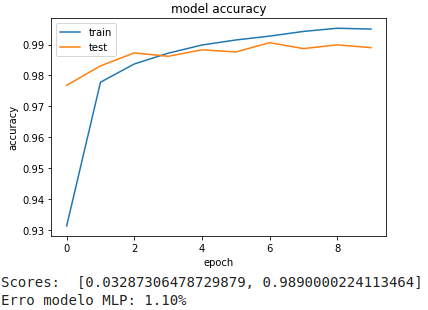 model accuracy
train
test
0.99
0.98
0.97
0.96
0.95
0.94
0.93
accuracy
0
2
4
6
8
epoch
Scores:  [0.03287306478729879, 0.9890000224113464]
Erro modelo MLP: 1.10%